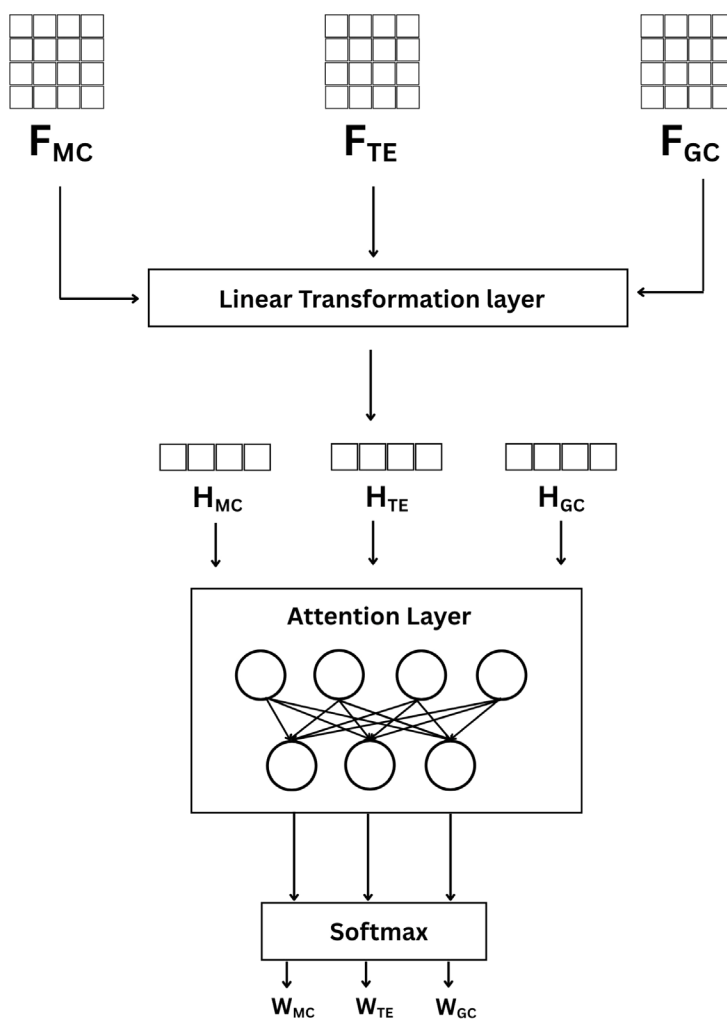 F_MC F_TE F_GC
Linear Transformation layer
H_MC H_TE H_GC
Attention Layer
Softmax
W_MC W_TE W_GC